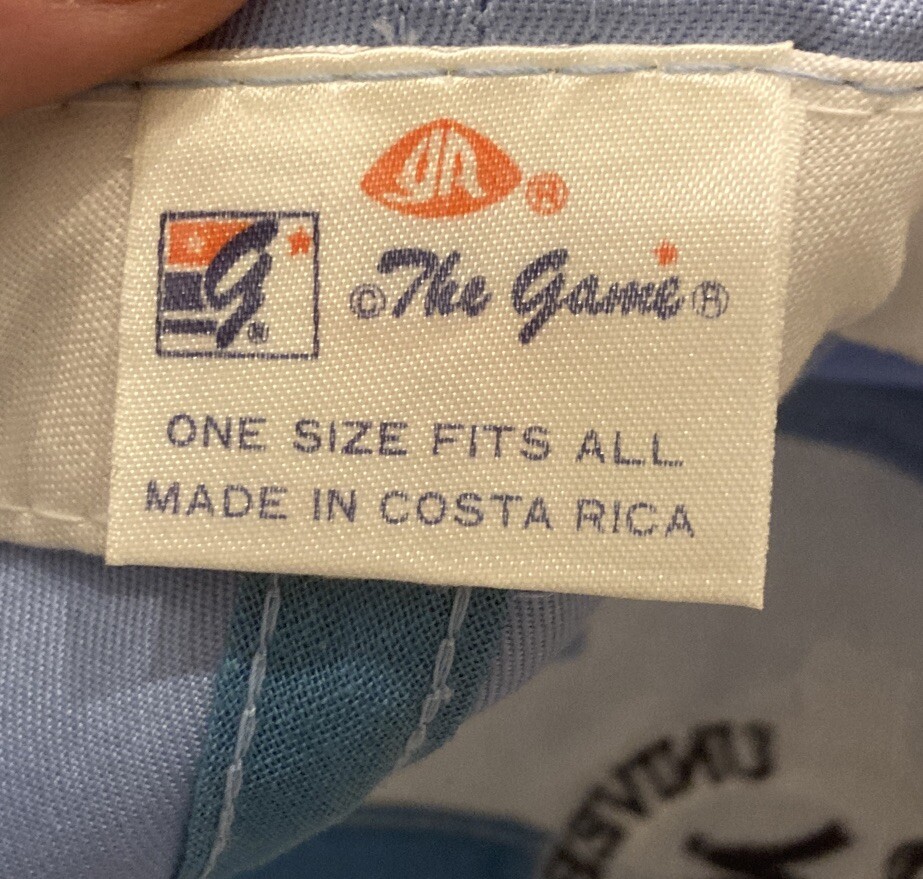 ®
g®
©The Game®
ONE SIZE FITS ALL
MADE IN COSTA RICA